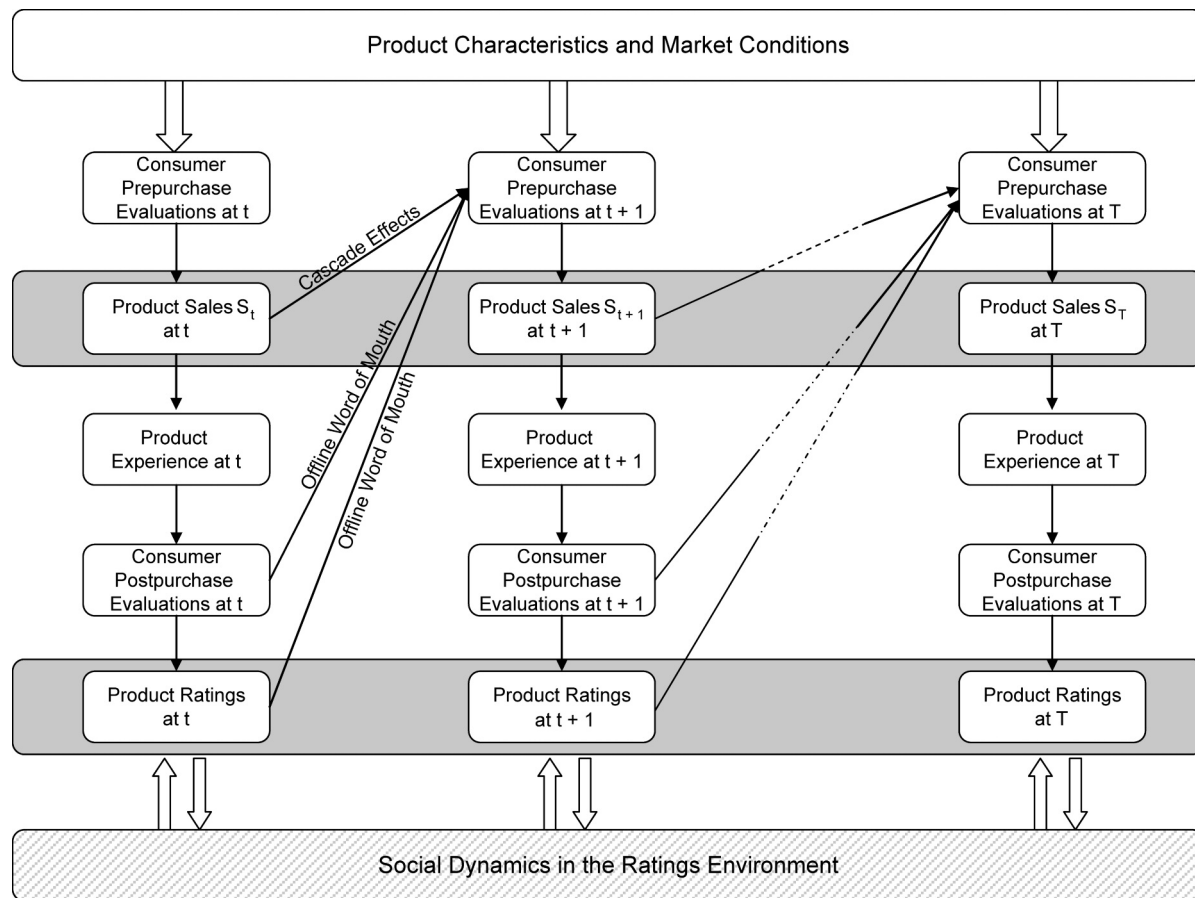 Product Characteristics and Market Conditions
Consumer
Prepurchase
Evaluations at t
Consumer
Prepurchase
Evaluations at t + 1
Consumer
Prepurchase
Evaluations at T
Cascade Effects
Product Sales St
at t
Product Sales St + 1
at t + 1
Product Sales ST
at T
Offline Word of Mouth
Offline Word of Mouth
Product
Experience at t
Product
Experience at t + 1
Product
Experience at T
Consumer
Postpurchase
Evaluations at t
Consumer
Postpurchase
Evaluations at t + 1
Consumer
Postpurchase
Evaluations at T
Product Ratings
at t
Product Ratings
at t + 1
Product Ratings
at T
Social Dynamics in the Ratings Environment